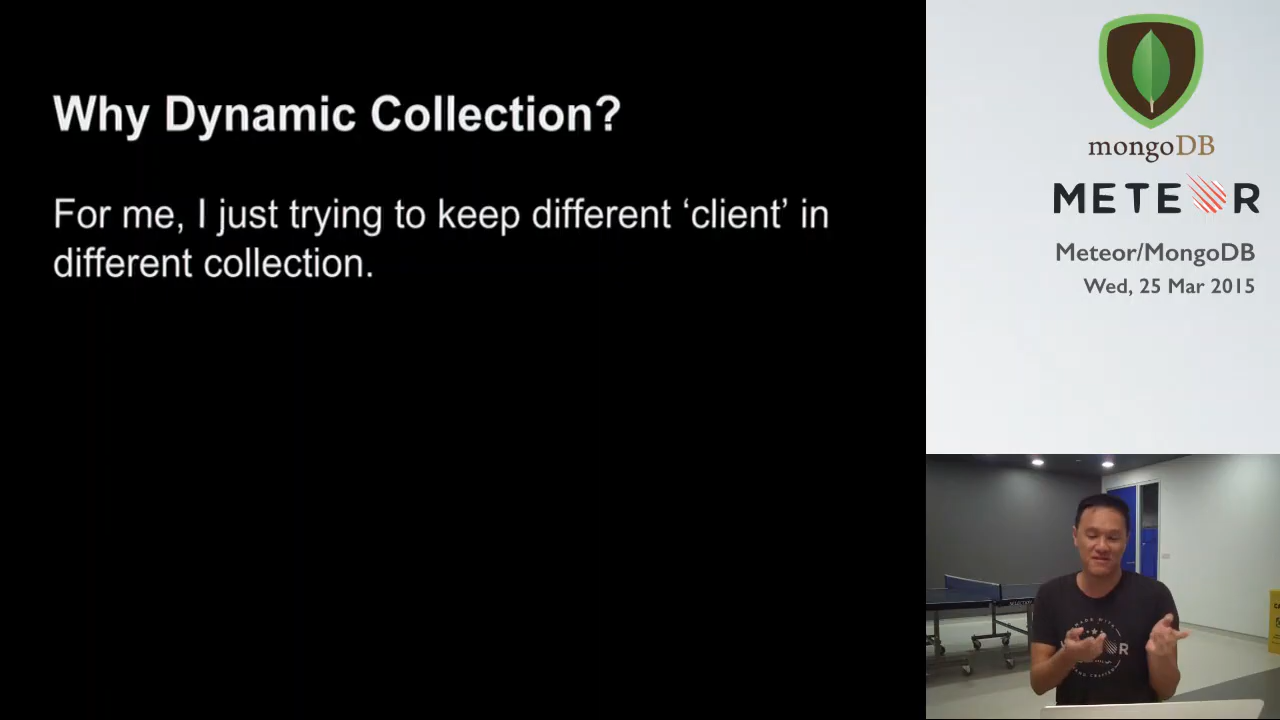 Why Dynamic Collection?
For me, I just trying to keep different ‘client’ in
different collection.
mongoDB
METEOR
Meteor/MongoDB
Wed, 25 Mar 2015